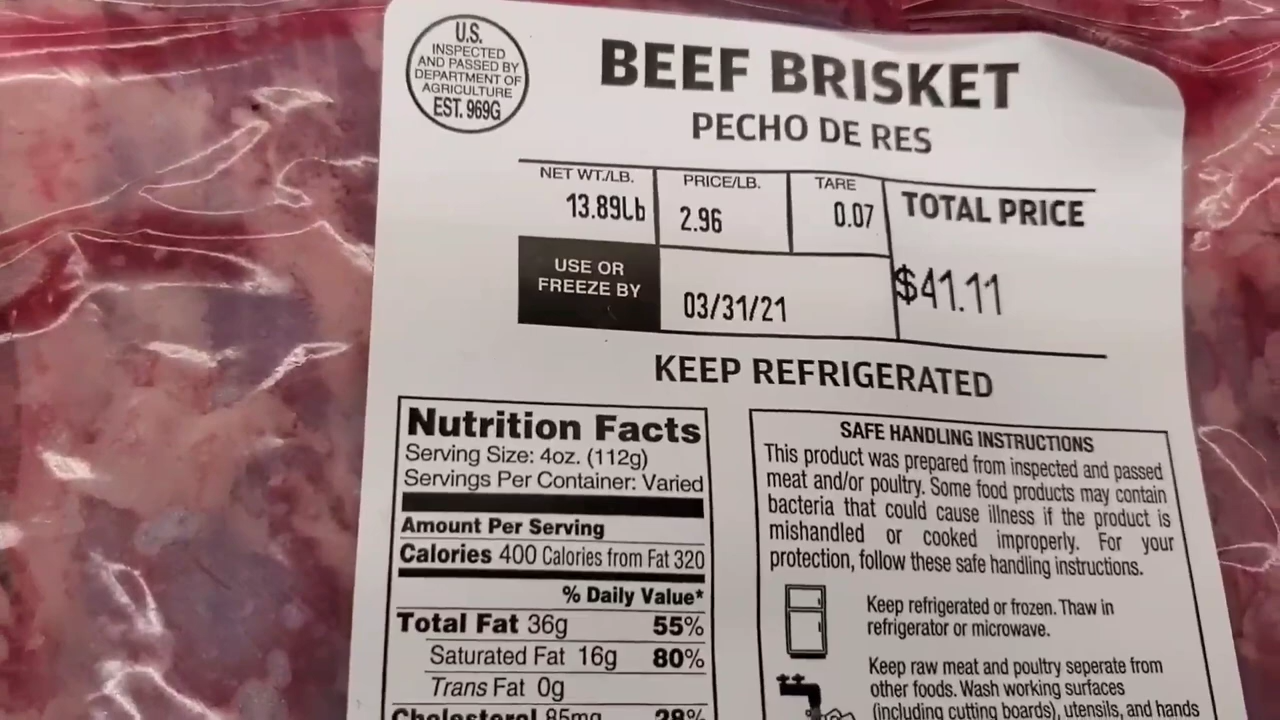 U.S.
INSPECTED
AND PASSED BY
DEPARTMENT OF
AGRICULTURE
EST. 969G
BEEF BRISKET
PECHO DE RES
NET WT./LB.
13.89Lb
PRICE/LB.
2.96
TARE
0.07
TOTAL PRICE
$41.11
USE OR
FREEZE BY
03/31/21
KEEP REFRIGERATED
Nutrition Facts
Serving Size: 4oz. (112g)
Servings Per Container: Varied
Amount Per Serving
Calories 400 Calories from Fat 320
% Daily Value*
Total Fat 36g 55%
Saturated Fat 16g 80%
Trans Fat 0g
Cholesterol 85mg 28%
SAFE HANDLING INSTRUCTIONS
This product was prepared from inspected and passed
meat and/or poultry. Some food products may contain
bacteria that could cause illness if the product is
mishandled or cooked improperly. For your
protection, follow these safe handling instructions.
Keep refrigerated or frozen. Thaw in
refrigerator or microwave.
Keep raw meat and poultry seperate from
other foods. Wash working surfaces
(including cutting boards), utensils, and hands